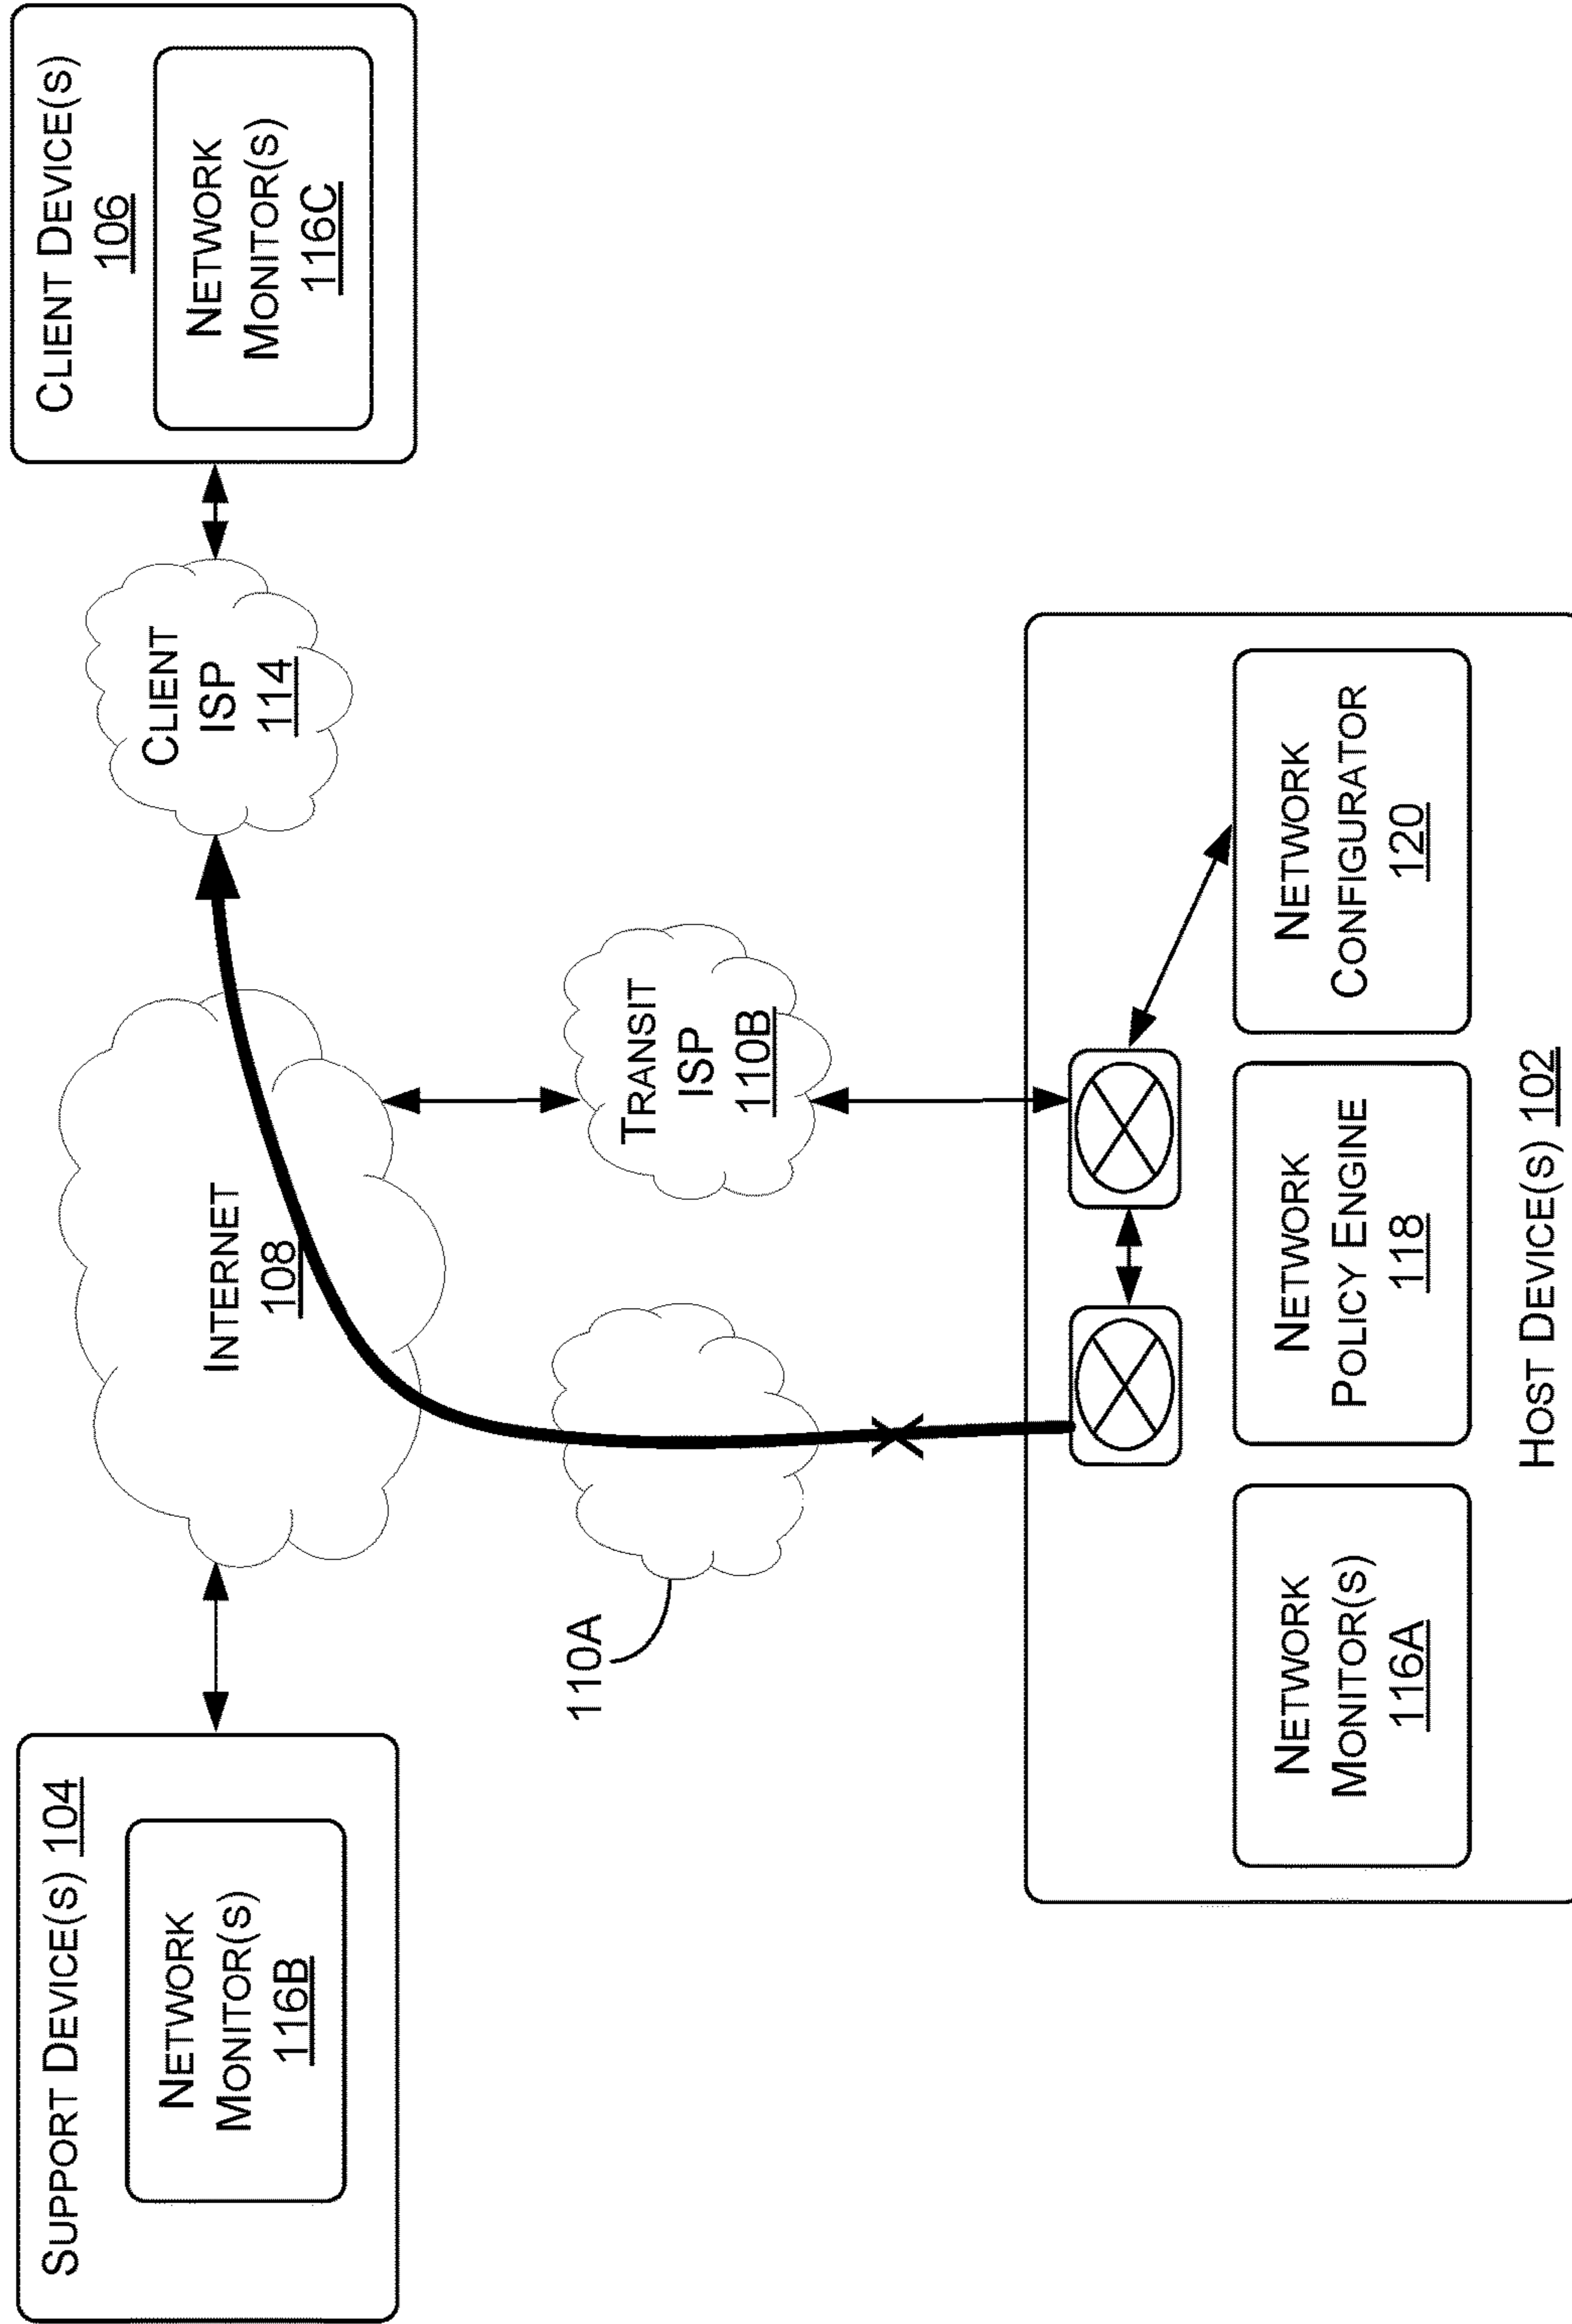 SUPPORT DEVICE(S) 104
NETWORK
MONITOR(S)
116B
INTERNET
108
CLIENT
ISP
114
CLIENT DEVICE(S)
106
NETWORK
MONITOR(S)
116C
110A
TRANSIT
ISP
110B
NETWORK
MONITOR(S)
116A
NETWORK
POLICY ENGINE
118
NETWORK
CONFIGURATOR
120
HOST DEVICE(S) 102